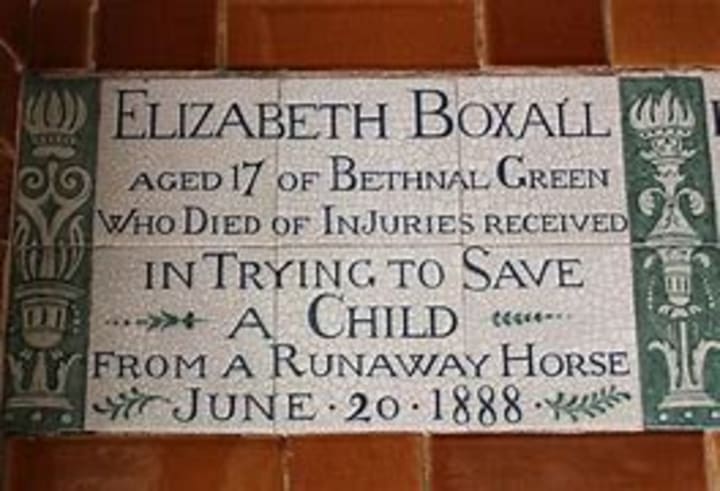 Elizabeth Boxall
aged 17 of Bethnal Green
Who Died of Injuries received
in Trying to Save
a Child
from a Runaway Horse
June · 20 · 1888 ·